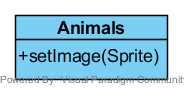 Animals
+setImage(Sprite)
Powered By Visual Paradigm Community